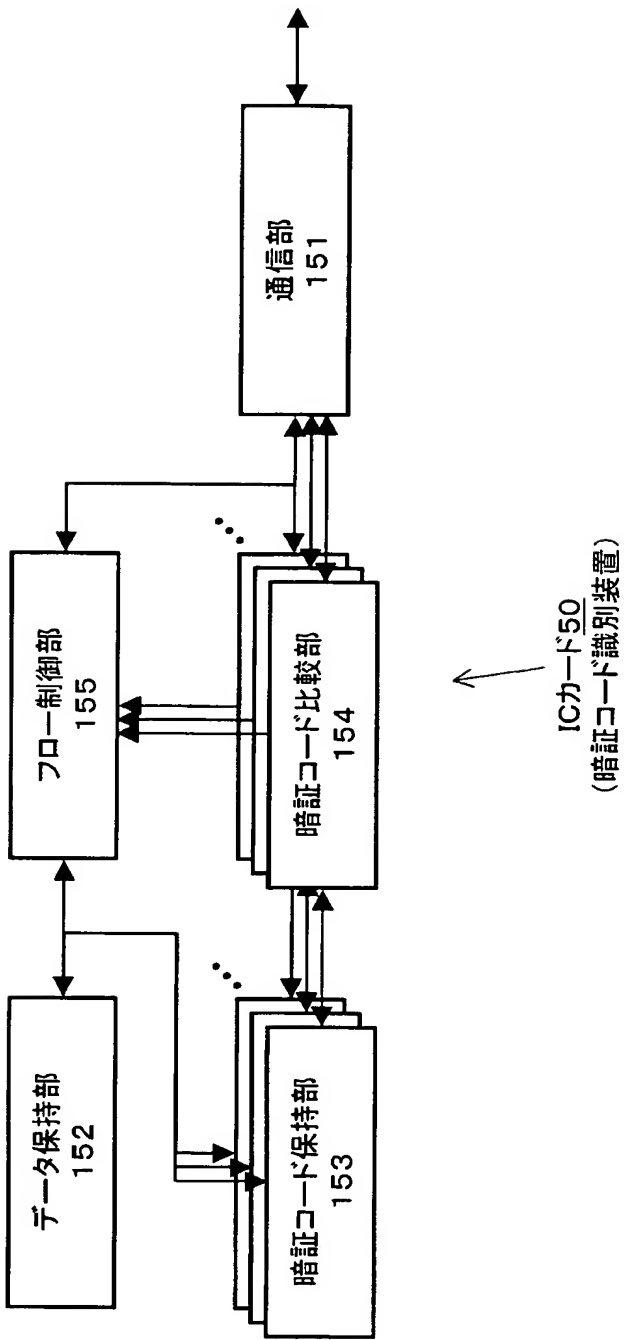 データ保持部
152
フロー制御部
155
通信部
151
暗証コード保持部
153
暗証コード比較部
154
ICカード50
(暗証コード識別装置)